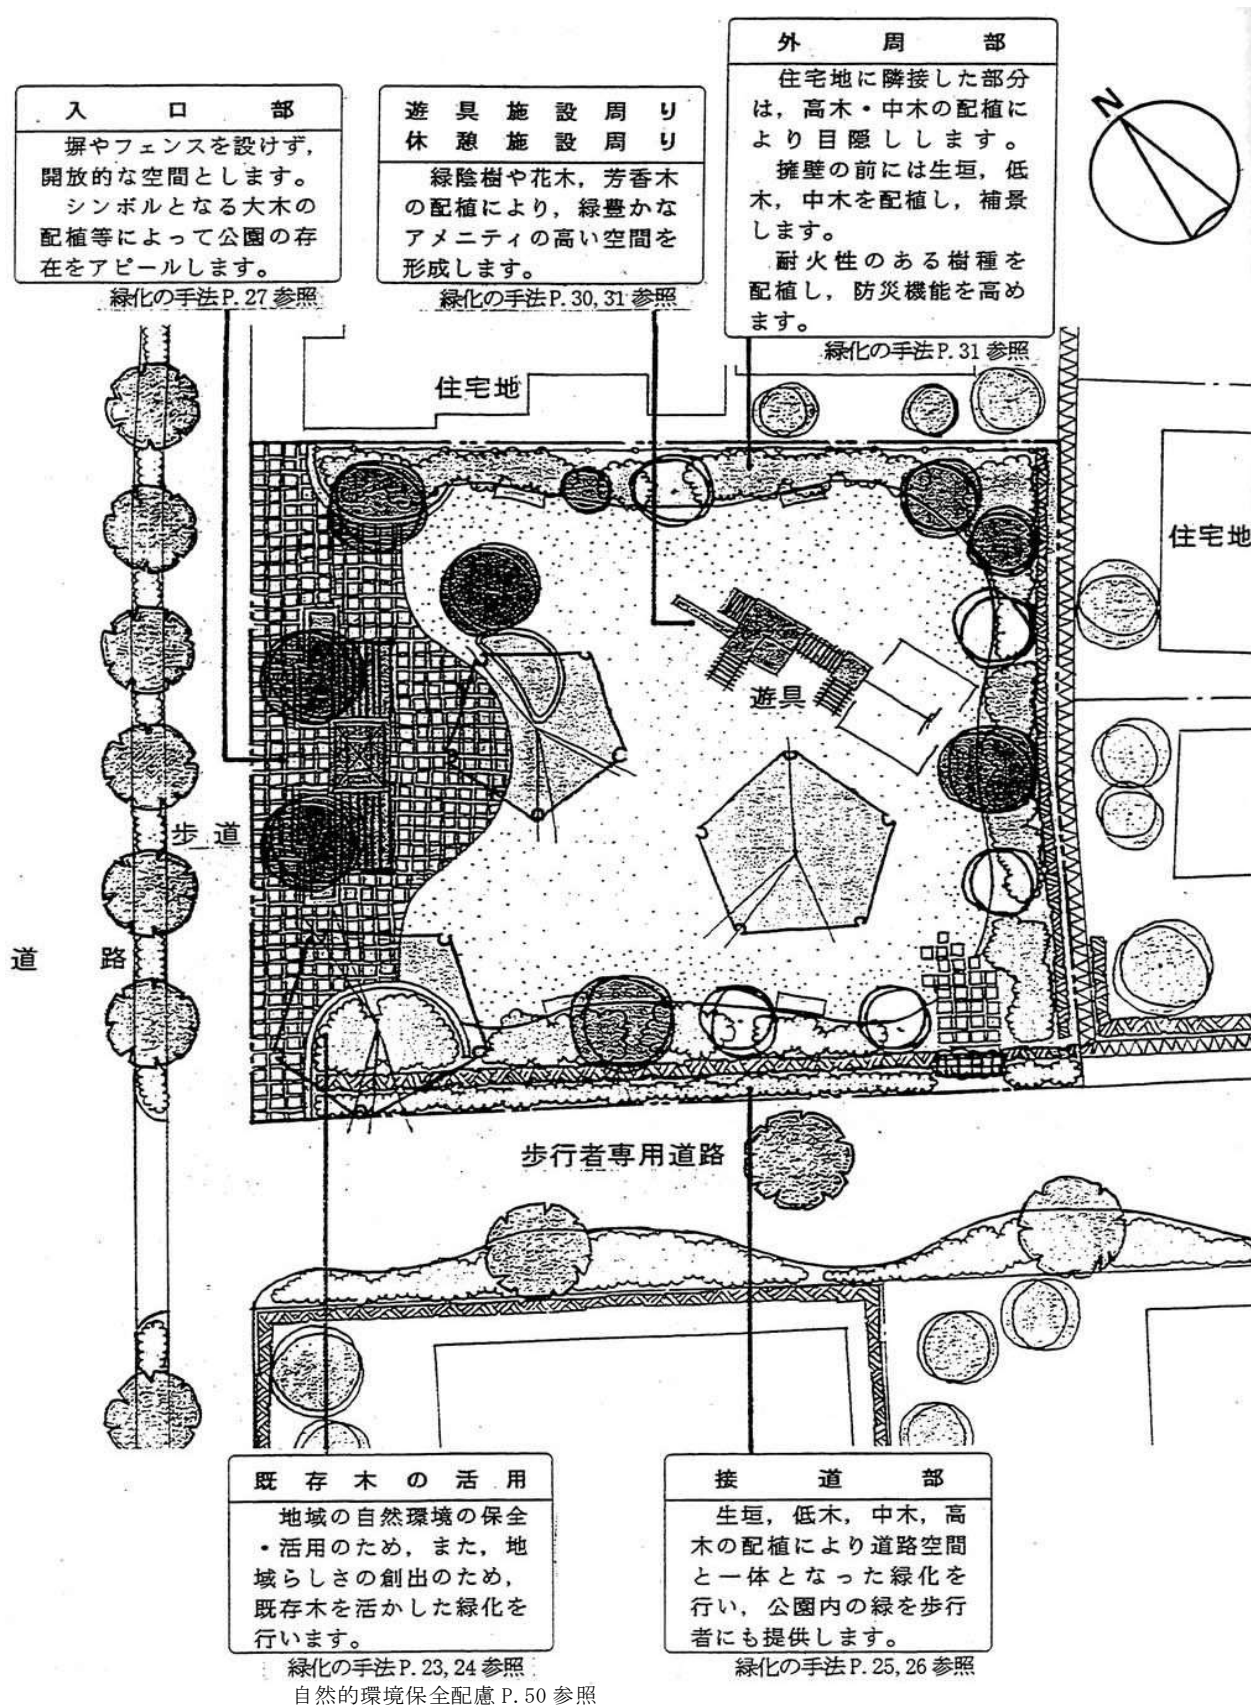 入口部
塀やフェンスを設けず，
開放的な空間とします。
シンボルとなる大木の
配植等によって公園の存
在をアピールします。
緑化の手法P.27 参照
遊具施設周り
休憩施設周り
緑陰樹や花木，芳香木
の配植により，緑豊かな
アメニティの高い空間を
形成します。
緑化の手法P.30,31 参照
外周部
住宅地に隣接した部分
は，高木・中木の配植に
より目隠しします。
擁壁の前には生垣，低
木，中木を配植し，補景
します。
耐火性のある樹種を
配植し，防災機能を高め
ます。
緑化の手法P.31 参照
N
住宅地
住宅地
遊具
歩道
道路
歩行者専用道路
既存木の活用
地域の自然環境の保全
・活用のため，また，地
域らしさの創出のため，
既存木を活かした緑化を
行います。
緑化の手法P.23,24 参照
自然的環境保全配慮 P.50 参照
接道部
生垣，低木，中木，高
木の配植により道路空間
と一体となった緑化を
行い，公園内の緑を歩行
者にも提供します。
緑化の手法P.25,26 参照